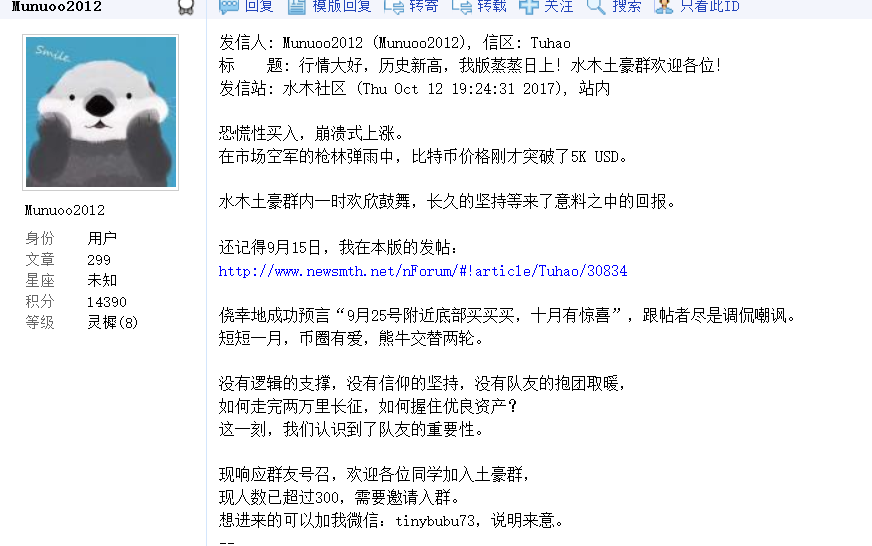 Munuoo2012
回复 模版回复 转寄 转载 关注 搜索 只看此ID
Smile
Munuoo2012
身份 用户
文章 299
星座 未知
积分 14390
等级 灵樨(8)
发信人: Munuoo2012 (Munuoo2012), 信区: Tuhao
标 题: 行情大好，历史新高，我版蒸蒸日上！水木土豪群欢迎各位！
发信站: 水木社区 (Thu Oct 12 19:24:31 2017), 站内
恐慌性买入，崩溃式上涨。
在市场空军的枪林弹雨中，比特币价格刚才突破了5K USD。
水木土豪群内一时欢欣鼓舞，长久的坚持等来了意料之中的回报。
还记得9月15日，我在本版的发帖：
http://www.newsmth.net/nForum/#!article/Tuhao/30834
侥幸地成功预言“9月25号附近底部买买买，十月有惊喜”，跟帖者尽是调侃嘲讽。
短短一月，币圈有爱，熊牛交替两轮。
没有逻辑的支撑，没有信仰的坚持，没有队友的抱团取暖，
如何走完两万里长征，如何握住优良资产？
这一刻，我们认识到了队友的重要性。
现响应群友号召，欢迎各位同学加入土豪群，
现人数已超过300，需要邀请入群。
想进来的可以加我微信：tinybubu73，说明来意。
--